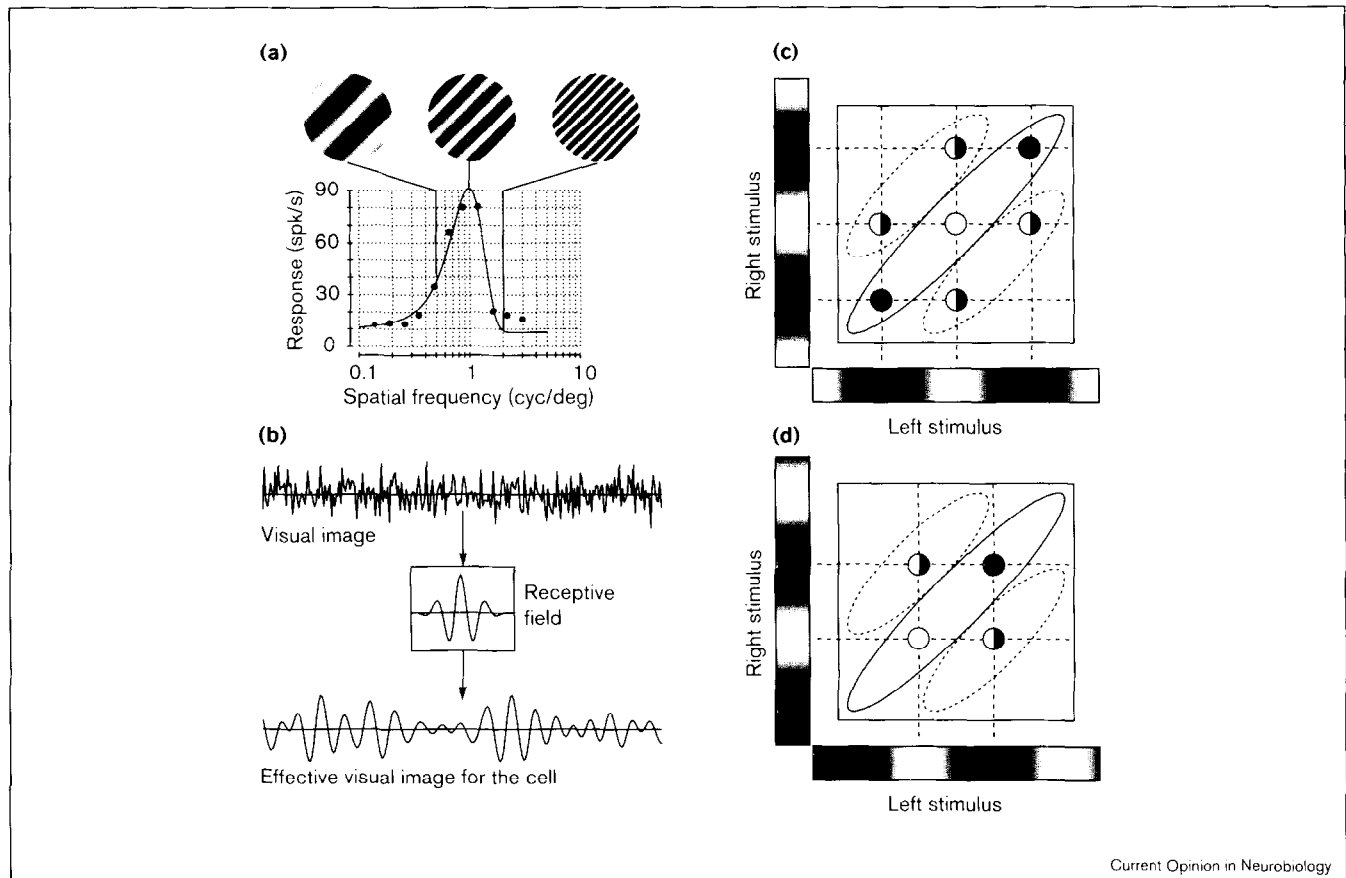 (a)
90
60
30
0
Response (spk/s)
0.1
1
10
Spatial frequency (cyc/deg)
(b)
Visual image
Receptive
field
Effective visual image for the cell
(c)
Right stimulus
Left stimulus
(d)
Right stimulus
Left stimulus
Current Opinion in Neurobiology